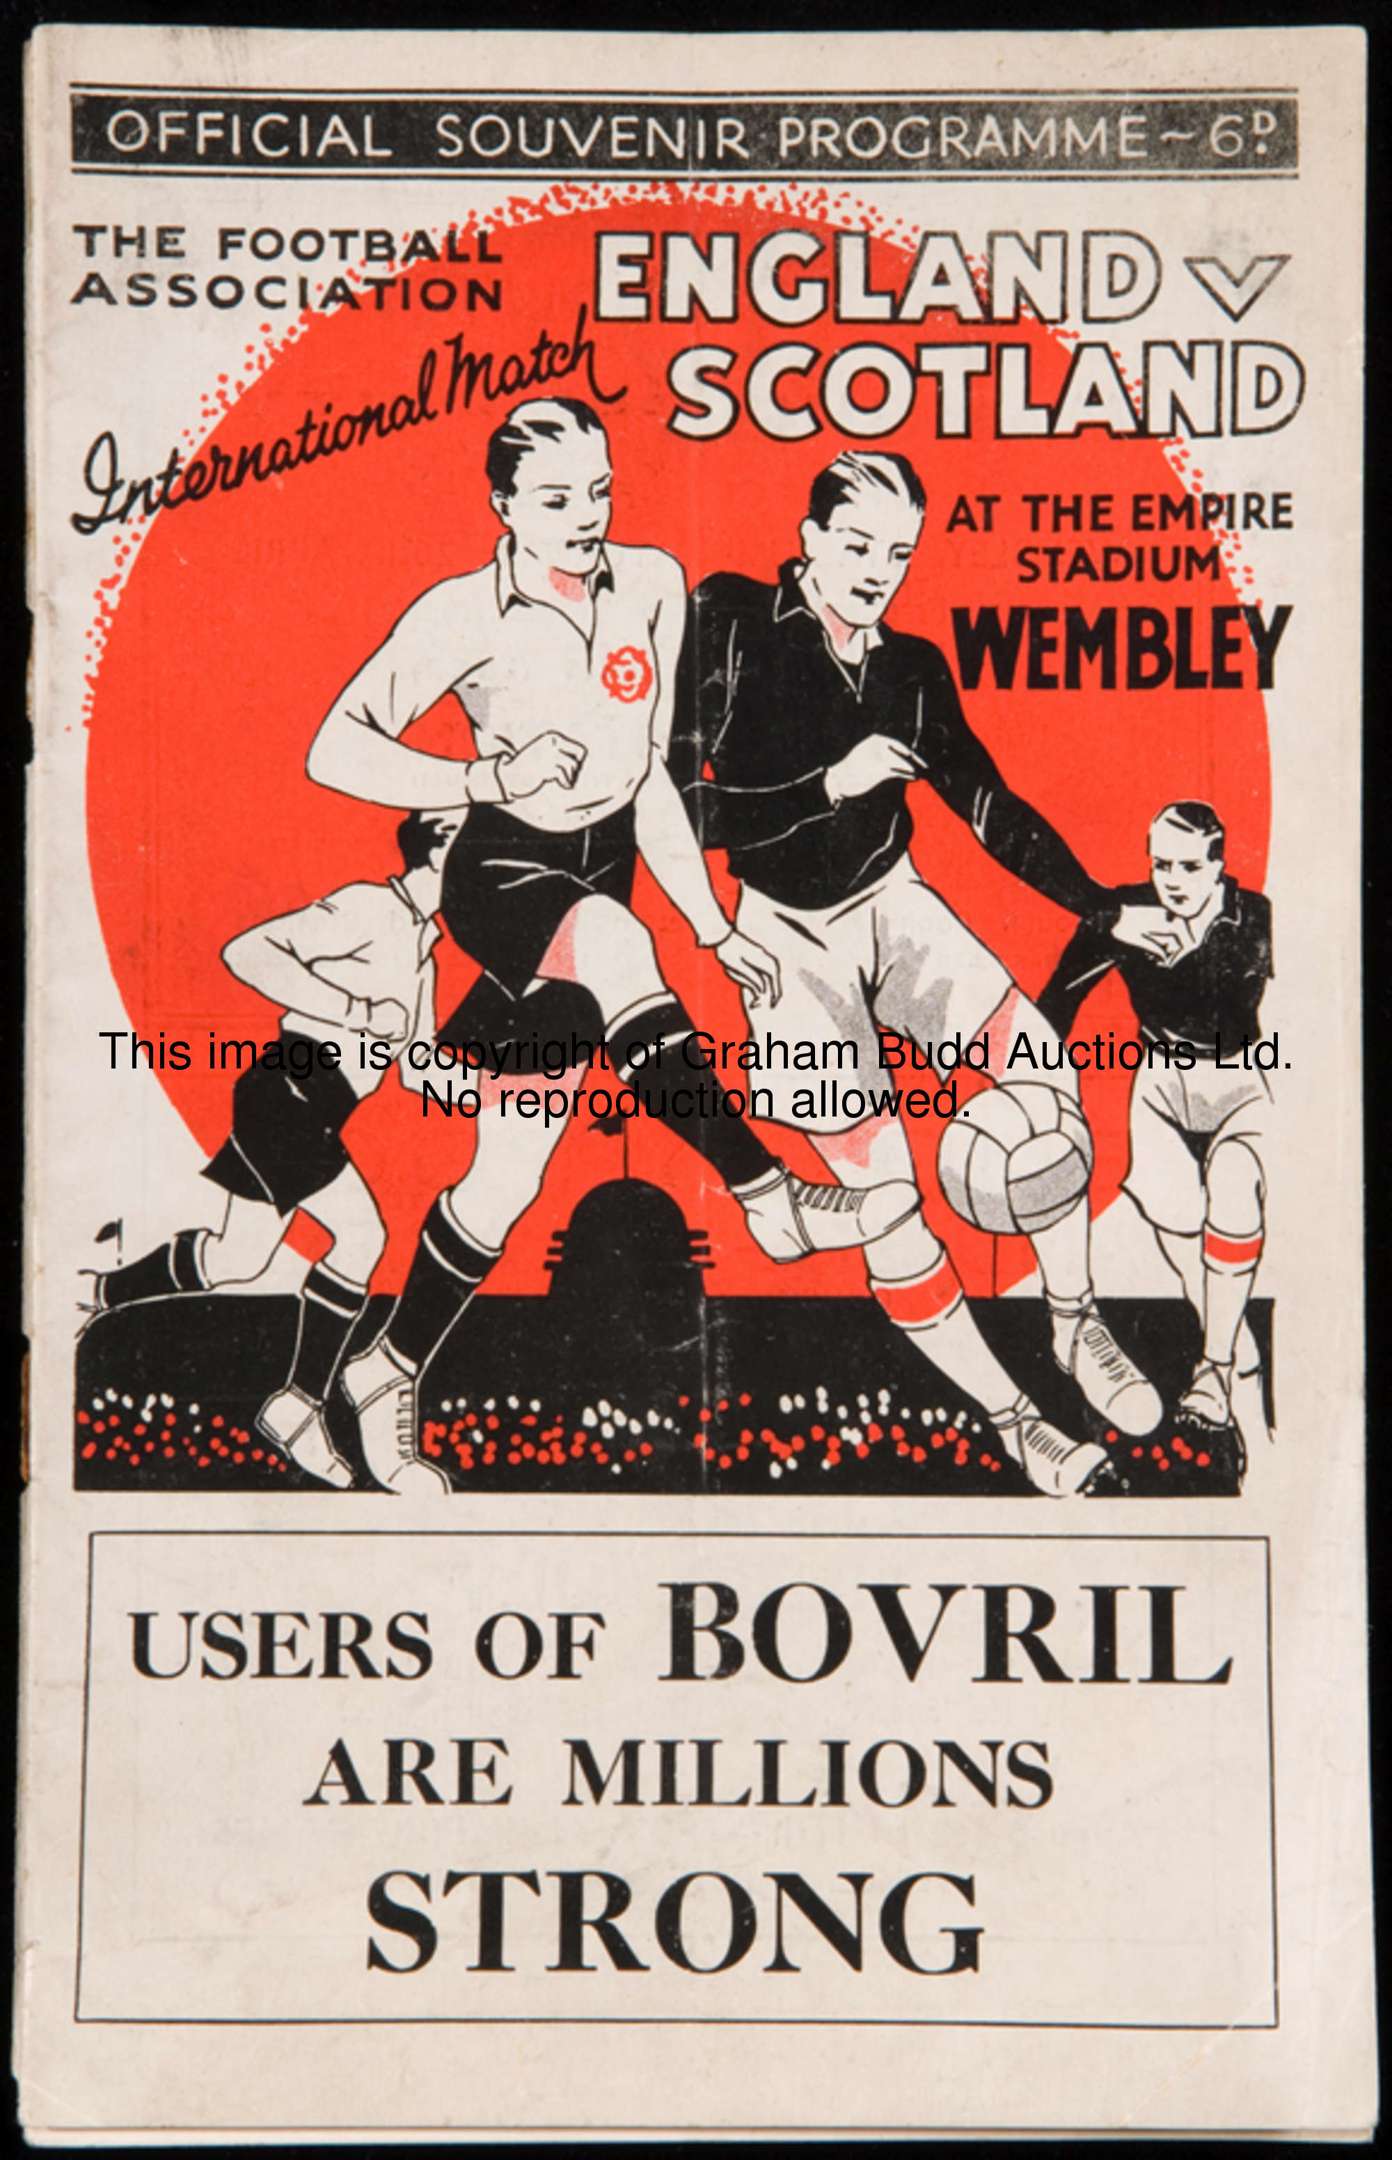 OFFICIAL SOUVENIR PROGRAMME ~ 6D.
THE FOOTBALL
ASSOCIATION
International Match
ENGLAND V
SCOTLAND
AT THE EMPIRE
STADIUM
WEMBLEY
This image is copyright of Graham Budd Auctions Ltd.
No reproduction allowed.
USERS OF BOVRIL
ARE MILLIONS
STRONG